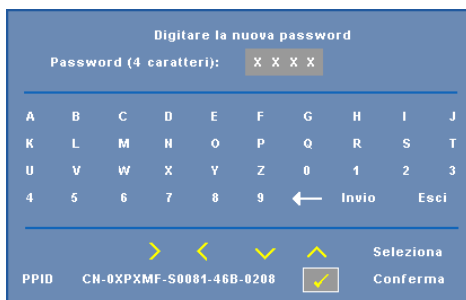 Digitare la nuova password
Password (4 caratteri): X X X X
A B C D E F G H I J
K L M N O P Q R S T
U V W X Y Z 0 1 2 3
4 5 6 7 8 9 ← Invio Esci
Seleziona
PPID CN-0XPXMF-S0081-46B-0208 ✓ Conferma